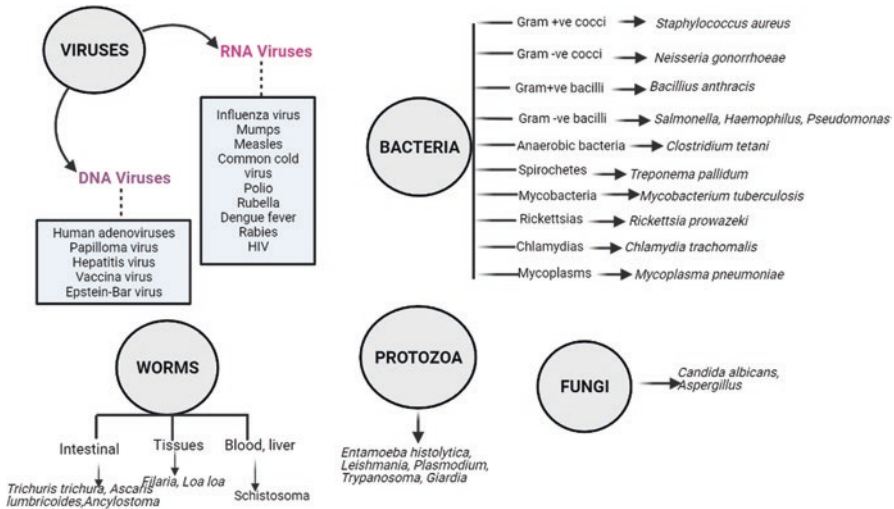 VIRUSES
RNA Viruses
Influenza virus
Mumps
Measles
Common cold
virus
Polio
Rubella
Dengue fever
Rabies
HIV
DNA Viruses
Human adenoviruses
Papilloma virus
Hepatitis virus
Vaccina virus
Epstein-Bar virus
BACTERIA
Gram +ve cocci Staphylococcus aureus
Gram -ve cocci Neisseria gonorrhoeae
Gram+ve bacilli Bacillius anthracis
Gram -ve bacilli Salmonella, Haemophilus, Pseudomonas
Anaerobic bacteria Clostridium tetani
Spirochetes Treponema pallidum
Mycobacteria Mycobacterium tuberculosis
Rickettsias Rickettsia prowazeki
Chlamydias Chlamydia trachomalis
Mycoplasms Mycoplasma pneumoniae
WORMS
Intestinal
Trichuris trichura, Ascaris
lumbricoides,Ancylostoma
Tissues
Filaria, Loa loa
Blood, liver
Schistosoma
PROTOZOA
Entamoeba histolytica,
Leishmania, Plasmodium,
Trypanosoma, Giardia
FUNGI
Candida albicans,
Aspergillus